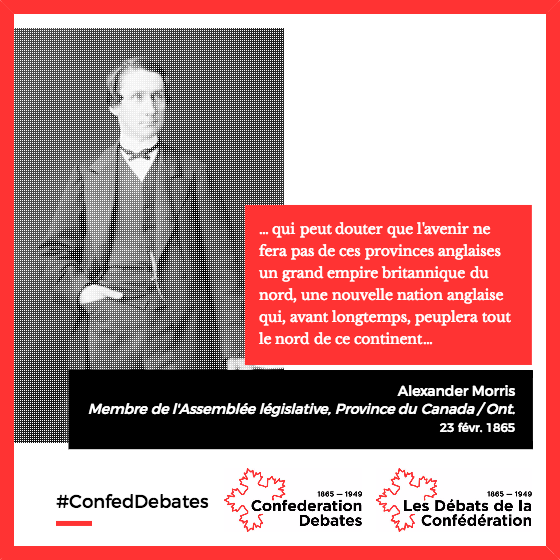 ... qui peut douter que l'avenir ne
fera pas de ces provinces anglaises
un grand empire britannique du
nord, une nouvelle nation anglaise
qui, avant longtemps, peuplera tout
le nord de ce continent...
Alexander Morris
Membre de l'Assemblée législative, Province du Canada / Ont.
23 févr. 1865
#ConfedDebates
1865 — 1949
Confederation
Debates
1865 — 1949
Les Débats de la
Confédération